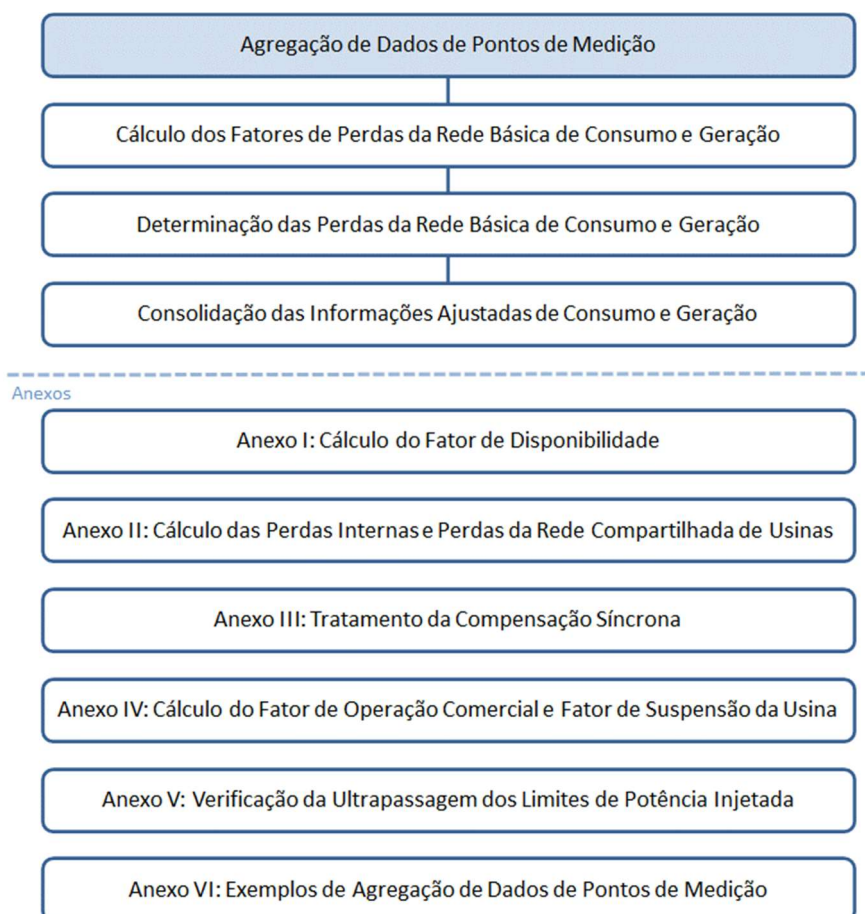 Agregação de Dados de Pontos de Medição
Cálculo dos Fatores de Perdas da Rede Básica de Consumo e Geração
Determinação das Perdas da Rede Básica de Consumo e Geração
Consolidação das Informações Ajustadas de Consumo e Geração
Anexos
Anexo I: Cálculo do Fator de Disponibilidade
Anexo II: Cálculo das Perdas Internas e Perdas da Rede Compartilhada de Usinas
Anexo III: Tratamento da Compensação Síncrona
Anexo IV: Cálculo do Fator de Operação Comercial e Fator de Suspensão da Usina
Anexo V: Verificação da Ultrapassagem dos Limites de Potência Injetada
Anexo VI: Exemplos de Agregação de Dados de Pontos de Medição